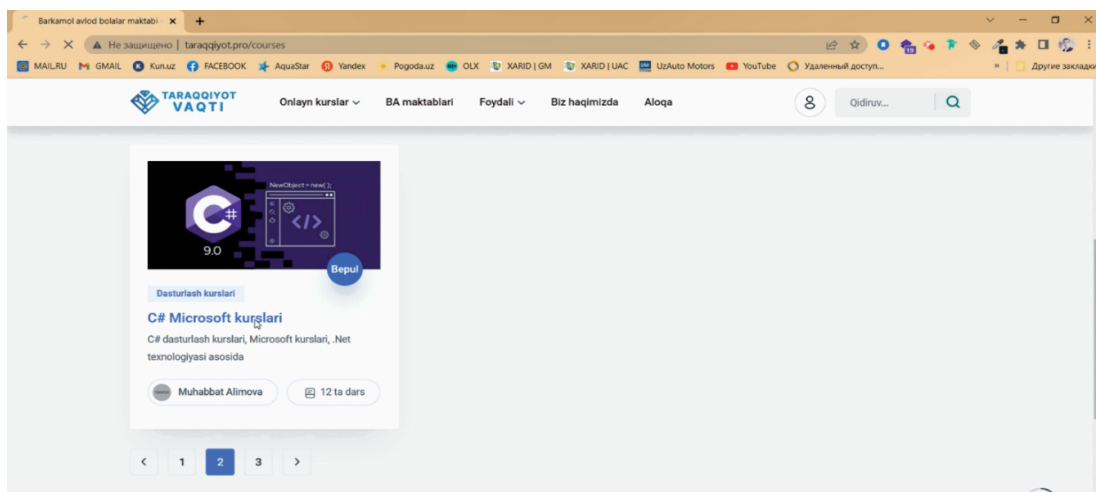 Barkamol avlod bolalar maktabi -
Не защищено | taraqqiyot.pro/courses
MAIL.RU GMAIL Kun.uz FACEBOOK AquaStar Yandex Pogoda.uz OLX XARID | GM XARID | UAC UzAuto Motors YouTube Удаленный доступ... » Другие закладки
TARAQQIYOT
VAQTI
Onlayn kurslar BA maktablari Foydali Biz haqimizda Aloqa Qidiruv...
NewObject = new( );
C#
</>
9.0
Bepul
Dasturlash kurslari
C# Microsoft kurslari
C# dasturlash kurslari, Microsoft kurslari, .Net
texnologiyasi asosida
Muhabbat Alimova 12 ta dars
< 1 2 3 >